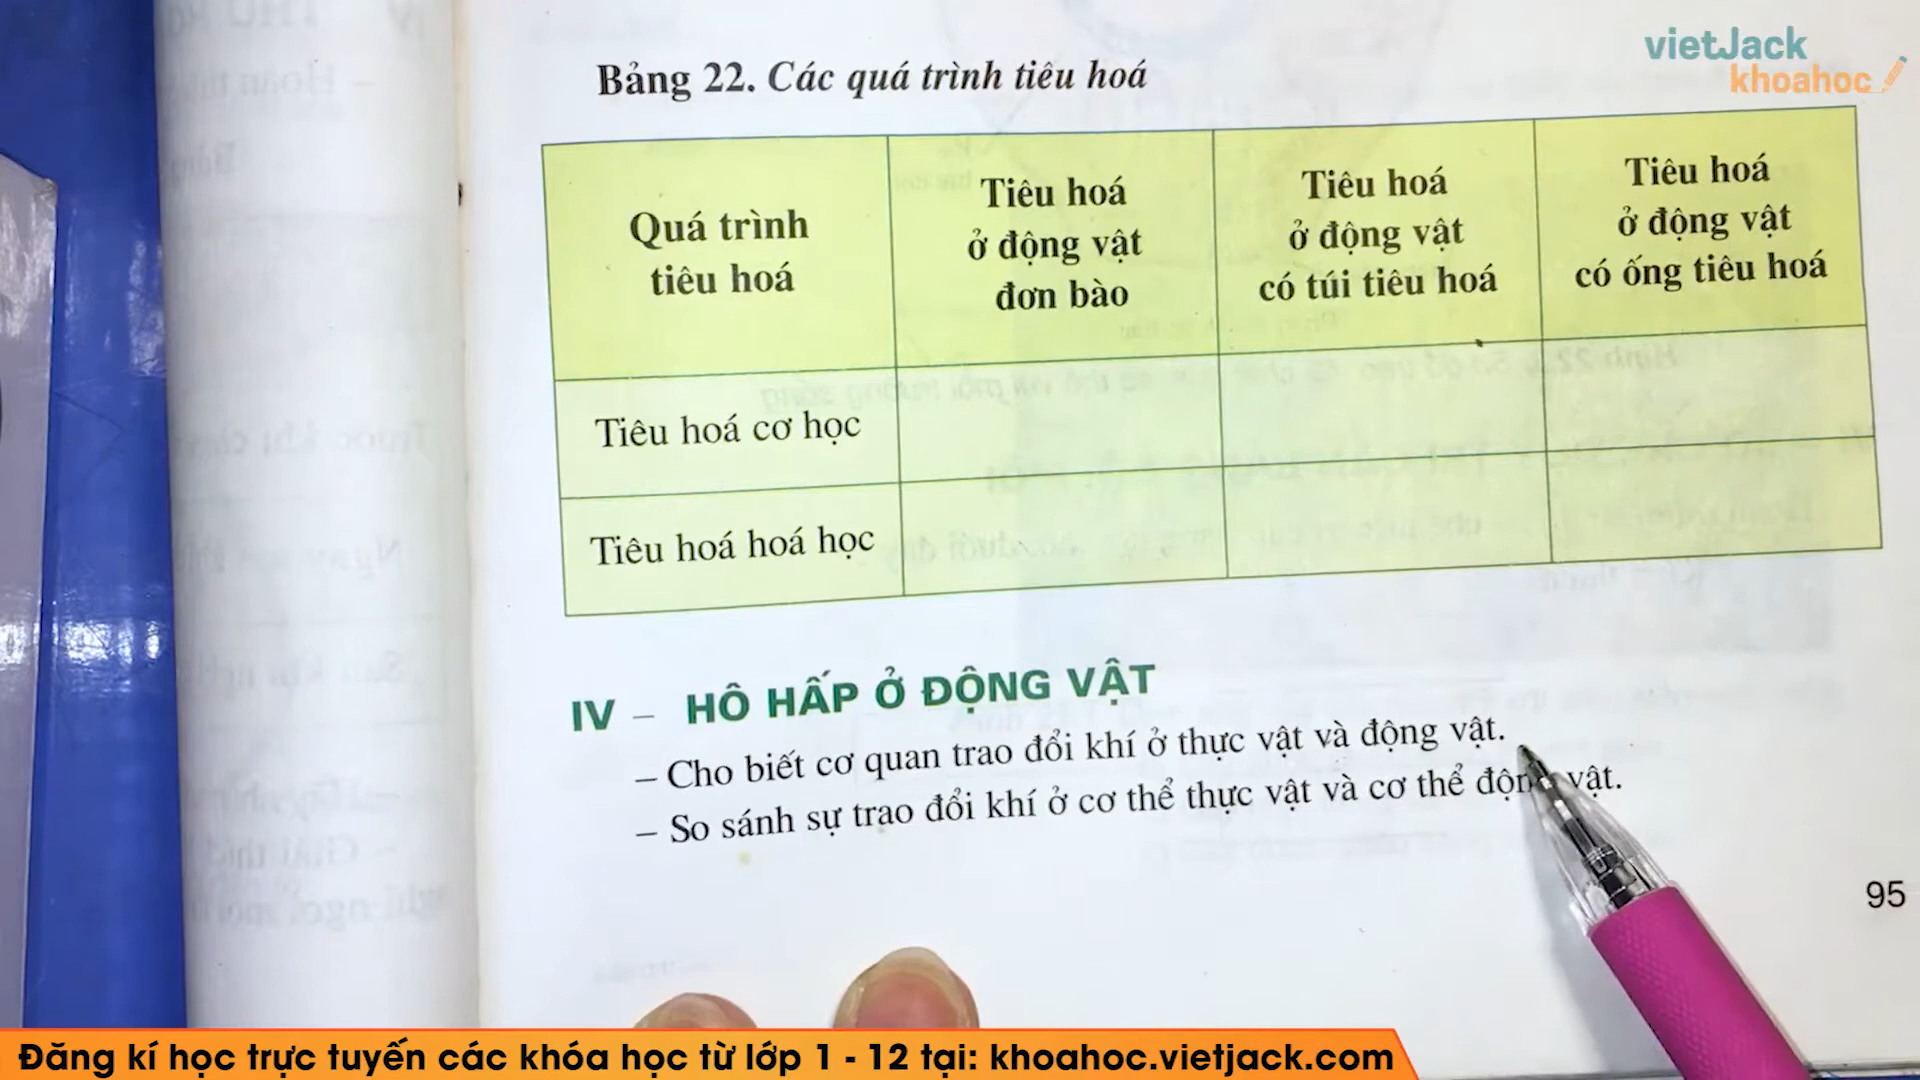 vietJack
khoahoc
Bảng 22. Các quá trình tiêu hoá
Quá trình
tiêu hoá
Tiêu hoá
ở động vật
đơn bào
Tiêu hoá
ở động vật
có túi tiêu hoá
Tiêu hoá
ở động vật
có ống tiêu hoá
Tiêu hoá cơ học
Tiêu hoá hoá học
IV – HÔ HẤP Ở ĐỘNG VẬT
– Cho biết cơ quan trao đổi khí ở thực vật và động vật.
– So sánh sự trao đổi khí ở cơ thể thực vật và cơ thể động vật.
95
Đăng kí học trực tuyến các khóa học từ lớp 1 - 12 tại: khoahoc.vietjack.com